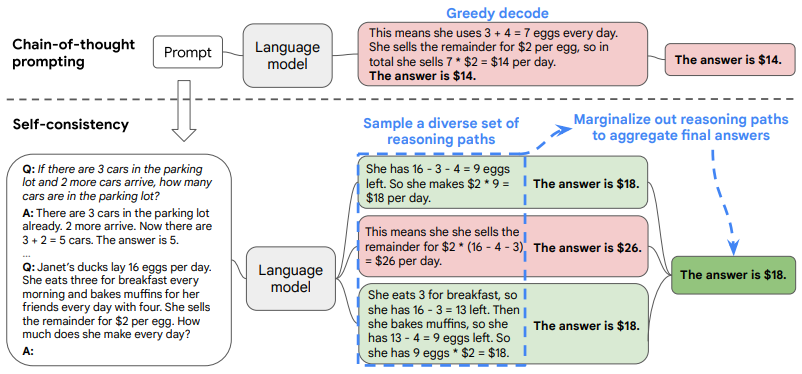 Greedy decode
Chain-of-thought
prompting
Prompt
Language
model
This means she uses 3 + 4 = 7 eggs every day.
She sells the remainder for $2 per egg, so in
total she sells 7 * $2 = $14 per day.
The answer is $14.
The answer is $14.
Self-consistency
Sample a diverse set of
reasoning paths
Marginalize out reasoning paths
to aggregate final answers
Q: If there are 3 cars in the parking
lot and 2 more cars arrive, how many
cars are in the parking lot?
A: There are 3 cars in the parking lot
already. 2 more arrive. Now there are
3 + 2 = 5 cars. The answer is 5.
...
Q: Janet's ducks lay 16 eggs per day.
She eats three for breakfast every
morning and bakes muffins for her
friends every day with four. She sells
the remainder for $2 per egg. How
much does she make every day?
A:
Language
model
She has 16 - 3 - 4 = 9 eggs
left. So she makes $2 * 9 =
$18 per day.
The answer is $18.
This means she she sells the
remainder for $2 * (16 - 4 - 3)
= $26 per day.
The answer is $26.
She eats 3 for breakfast, so
she has 16 - 3 = 13 left. Then
she bakes muffins, so she
has 13 - 4 = 9 eggs left. So
she has 9 eggs * $2 = $18.
The answer is $18.
The answer is $18.